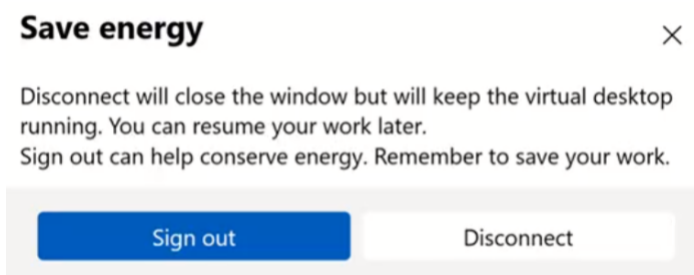 Save energy
Disconnect will close the window but will keep the virtual desktop
running. You can resume your work later.
Sign out can help conserve energy. Remember to save your work.
Sign out
Disconnect